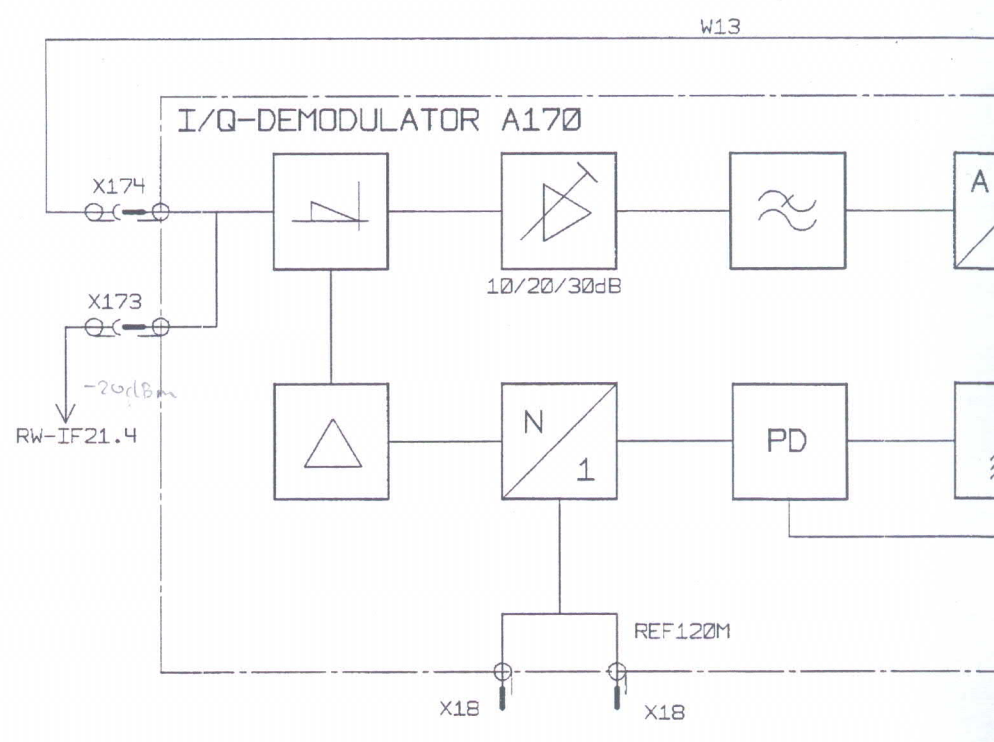 W13
I/Q-DEMODULATOR A170
X174
A
10/20/30dB
X173
-20dBm
RW-IF21.4
N
1
PD
REF120M
X18
X18